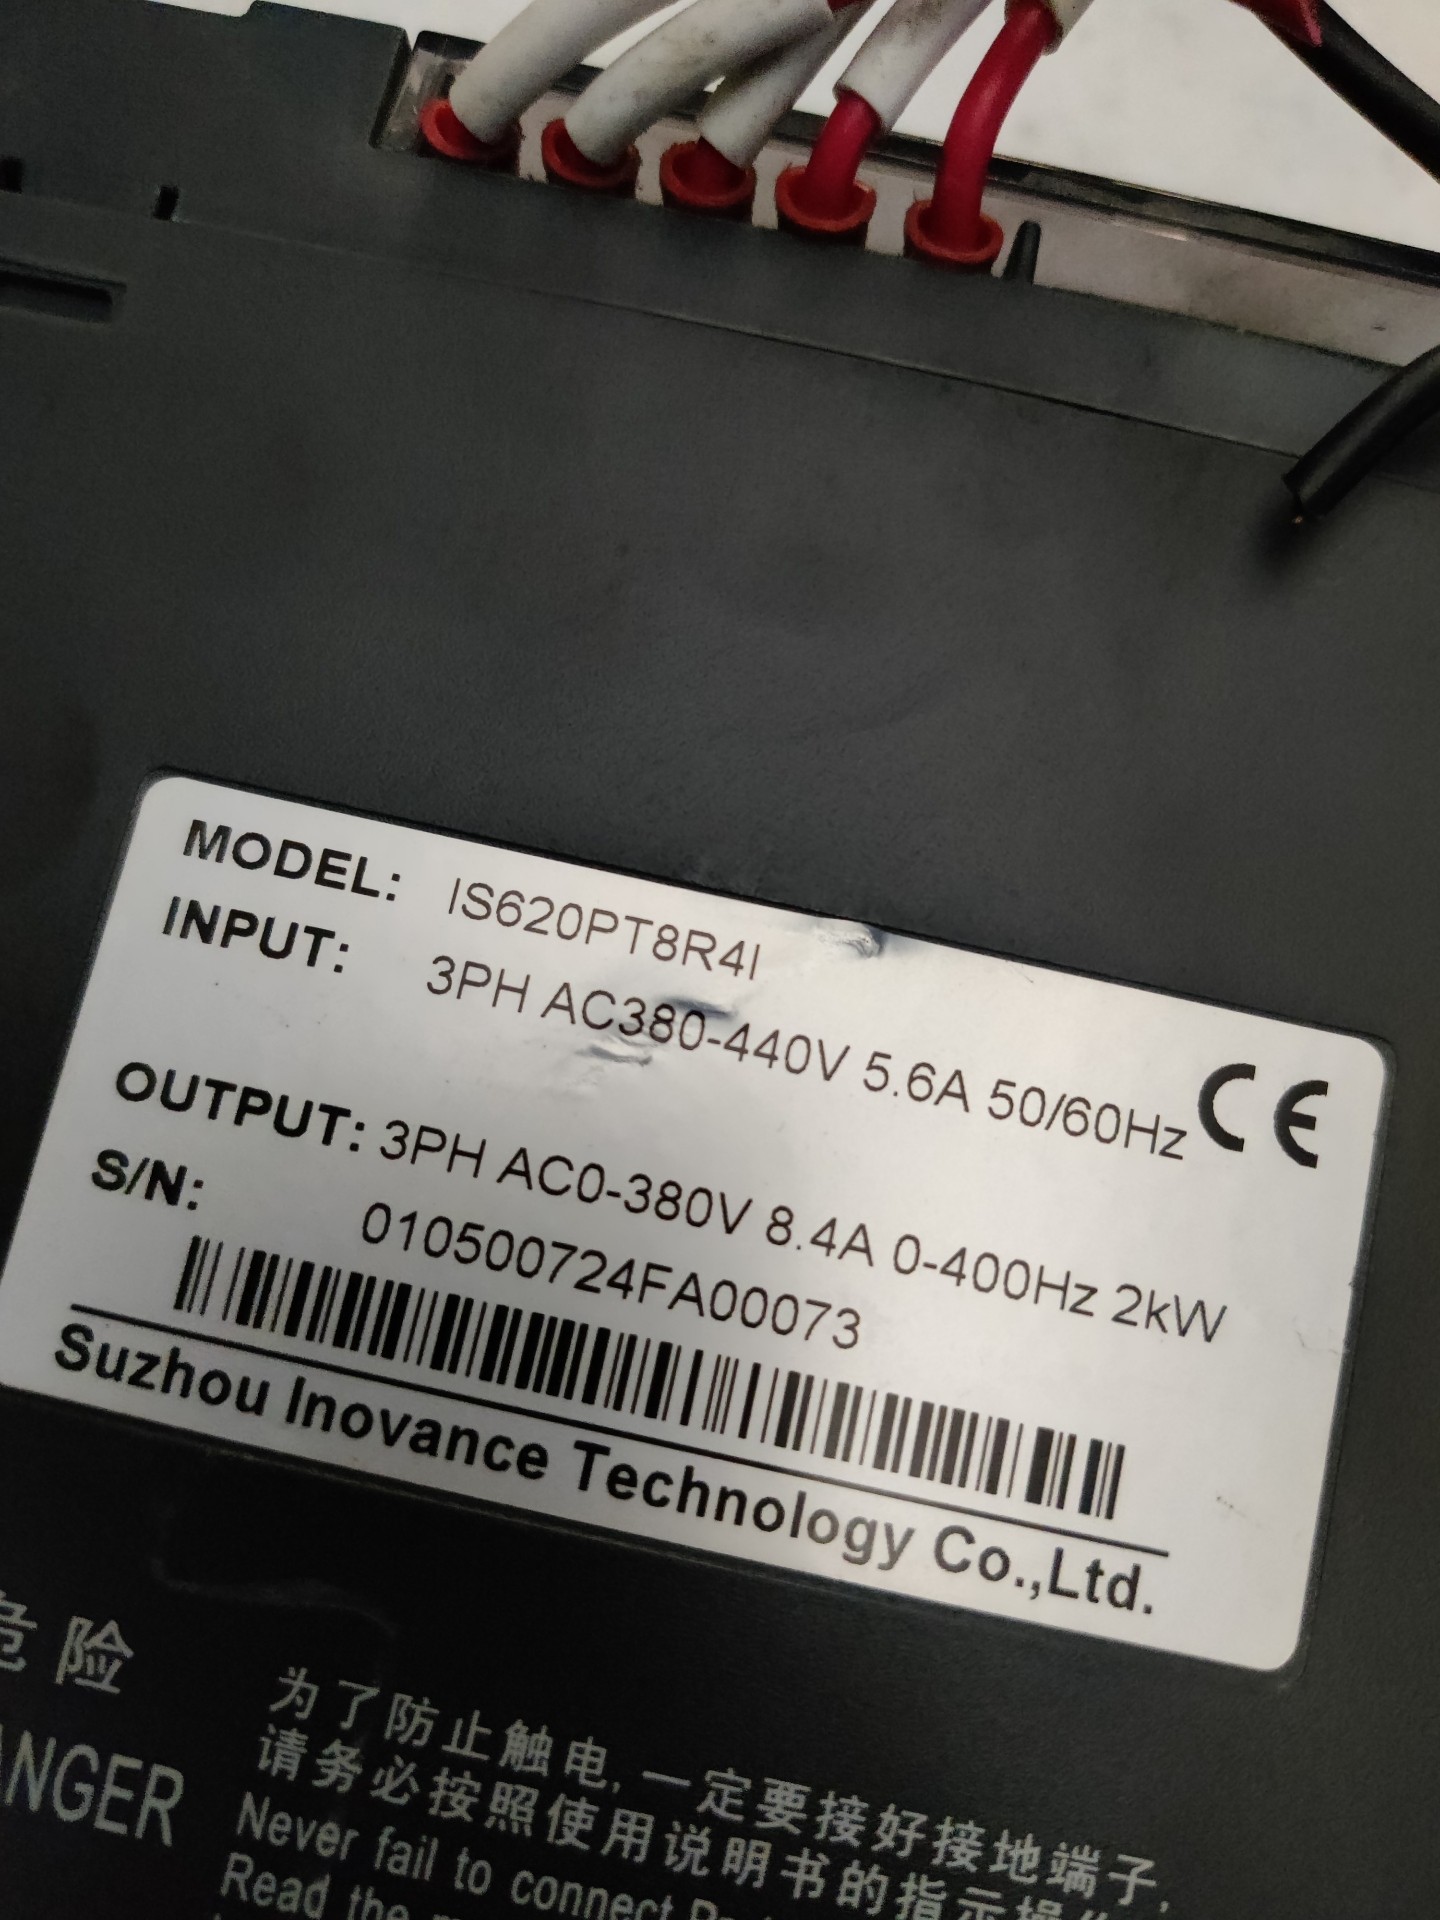 MODEL: IS620PT8R4I
INPUT: 3PH AC380-440V 5.6A 50/60Hz
CE
OUTPUT: 3PH AC0-380V 8.4A 0-400Hz 2kW
S/N: 010500724FA00073
Suzhou Inovance Technology Co.,Ltd.
危险
ANGER
为了防止触电,一定要接好接地端子,
请务必按照使用说明书的指示操作
Never fail to connect
Read the